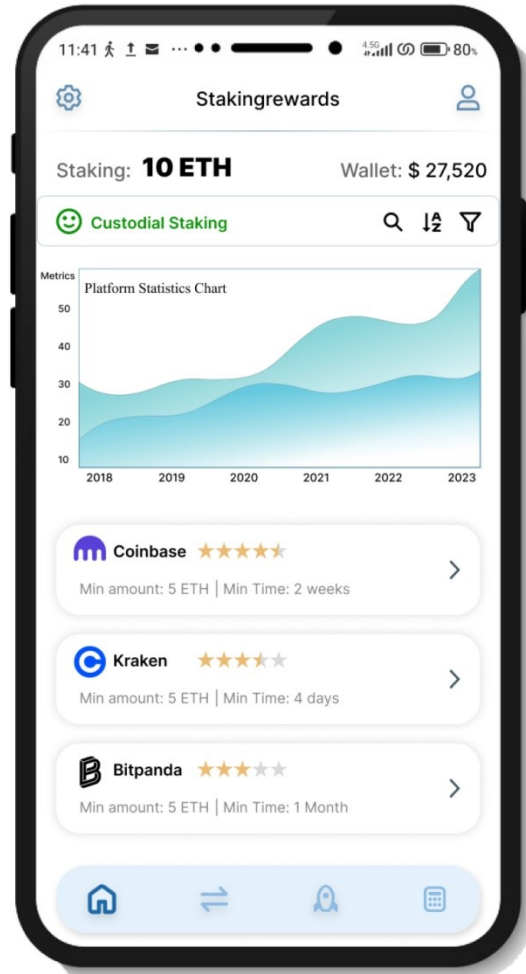 11:41 4.5G 80%
Stakingrewards
Staking: 10 ETH Wallet: $ 27,520
Custodial Staking
Metrics
Platform Statistics Chart
50
40
30
20
10
2018 2019 2020 2021 2022 2023
Coinbase
Min amount: 5 ETH | Min Time: 2 weeks
Kraken
Min amount: 5 ETH | Min Time: 4 days
Bitpanda
Min amount: 5 ETH | Min Time: 1 Month